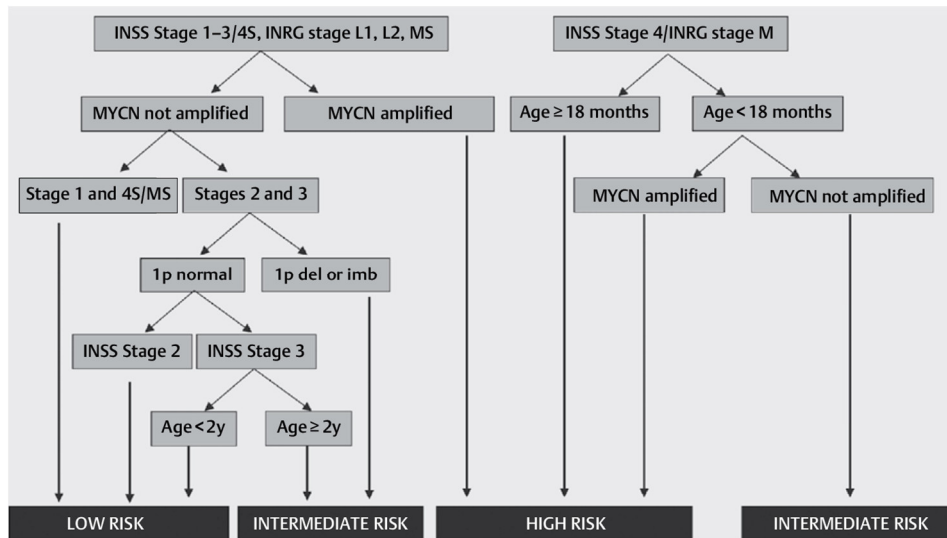 INSS Stage 1–3/4S, INRG stage L1, L2, MS
INSS Stage 4/INRG stage M
MYCN not amplified
MYCN amplified
Age ≥ 18 months
Age < 18 months
Stage 1 and 4S/MS
Stages 2 and 3
MYCN amplified
MYCN not amplified
1p normal
1p del or imb
INSS Stage 2
INSS Stage 3
Age < 2y
Age ≥ 2y
LOW RISK
INTERMEDIATE RISK
HIGH RISK
INTERMEDIATE RISK